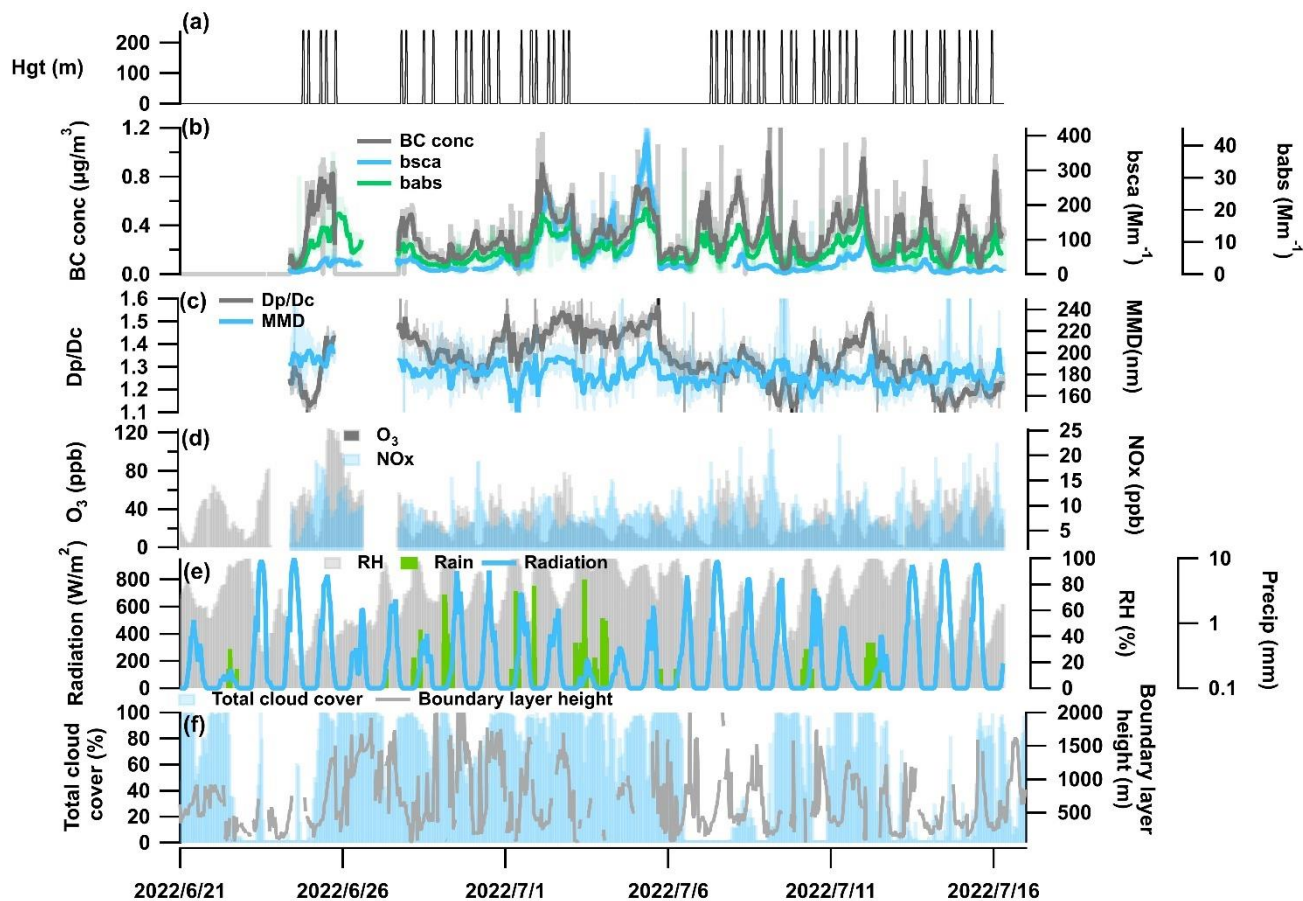 (a)
200
100
0
Hgt (m)
(b)
1.2
0.8
0.4
0.0
BC conc (µg/m³)
BC conc
bsca
babs
400
300
200
100
0
bsca (Mm⁻¹)
40
30
20
10
0
babs (Mm⁻¹)
(c)
1.6
1.5
1.4
1.3
1.2
1.1
Dp/Dc
Dp/Dc
MMD
240
220
200
180
160
MMD(nm)
(d)
120
80
40
0
O₃ (ppb)
O₃
NOx
25
20
15
10
5
NOx (ppb)
(e)
800
600
400
200
0
Radiation (W/m²)
RH Rain Radiation
100
80
60
40
20
0
RH (%)
10
1
0.1
Precip (mm)
Total cloud cover Boundary layer height
(f)
100
80
60
40
20
0
Total cloud
cover (%)
2000
1500
1000
500
Boundary layer
height (m)
2022/6/21 2022/6/26 2022/7/1 2022/7/6 2022/7/11 2022/7/16